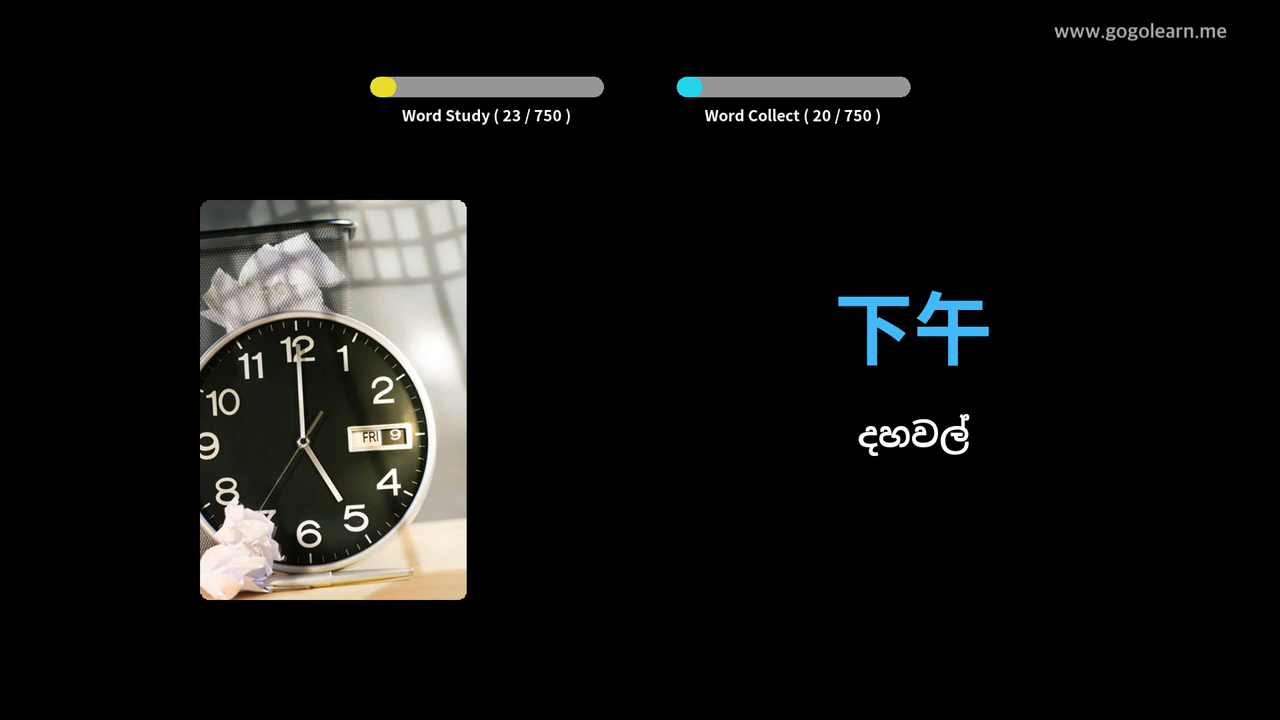 www.gogolearn.me
Word Study ( 23 / 750 )
Word Collect ( 20 / 750 )
下午
දහවල්
12
11
1
10
2
9
FRI 9
8
4
7
5
6